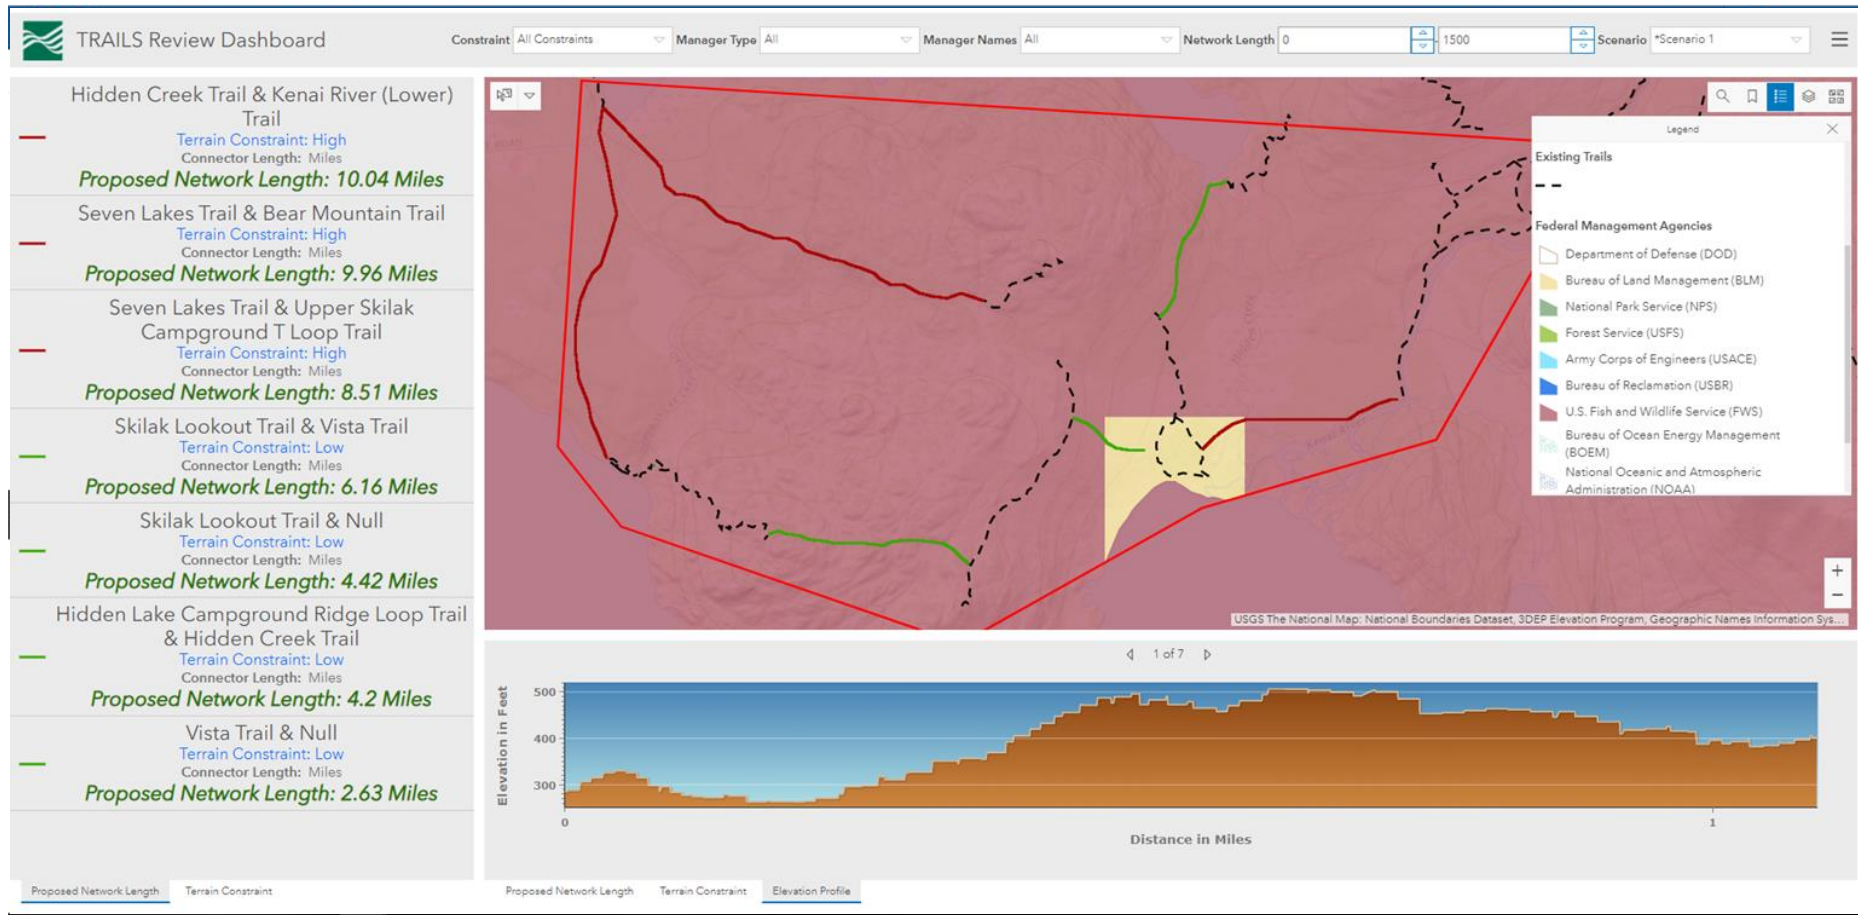 TRAILS Review Dashboard
Constraint All Constraints Manager Type All Manager Names All Network Length 0 - 1500 Scenario *Scenario 1
Hidden Creek Trail & Kenai River (Lower)
Trail
Terrain Constraint: High
Connector Length: Miles
Proposed Network Length: 10.04 Miles
Seven Lakes Trail & Bear Mountain Trail
Terrain Constraint: High
Connector Length: Miles
Proposed Network Length: 9.96 Miles
Seven Lakes Trail & Upper Skilak
Campground T Loop Trail
Terrain Constraint: High
Connector Length: Miles
Proposed Network Length: 8.51 Miles
Skilak Lookout Trail & Vista Trail
Terrain Constraint: Low
Connector Length: Miles
Proposed Network Length: 6.16 Miles
Skilak Lookout Trail & Null
Terrain Constraint: Low
Connector Length: Miles
Proposed Network Length: 4.42 Miles
Hidden Lake Campground Ridge Loop Trail
& Hidden Creek Trail
Terrain Constraint: Low
Connector Length: Miles
Proposed Network Length: 4.2 Miles
Vista Trail & Null
Terrain Constraint: Low
Connector Length: Miles
Proposed Network Length: 2.63 Miles
Proposed Network Length Terrain Constraint
Legend
Existing Trails
Federal Management Agencies
Department of Defense (DOD)
Bureau of Land Management (BLM)
National Park Service (NPS)
Forest Service (USFS)
Army Corps of Engineers (USACE)
Bureau of Reclamation (USBR)
U.S. Fish and Wildlife Service (FWS)
Bureau of Ocean Energy Management
(BOEM)
National Oceanic and Atmospheric
Administration (NOAA)
+
−
USGS The National Map: National Boundaries Dataset, 3DEP Elevation Program, Geographic Names Information Sys...
1 of 7
Elevation in Feet
500
400
300
0 1
Distance in Miles
Proposed Network Length Terrain Constraint Elevation Profile